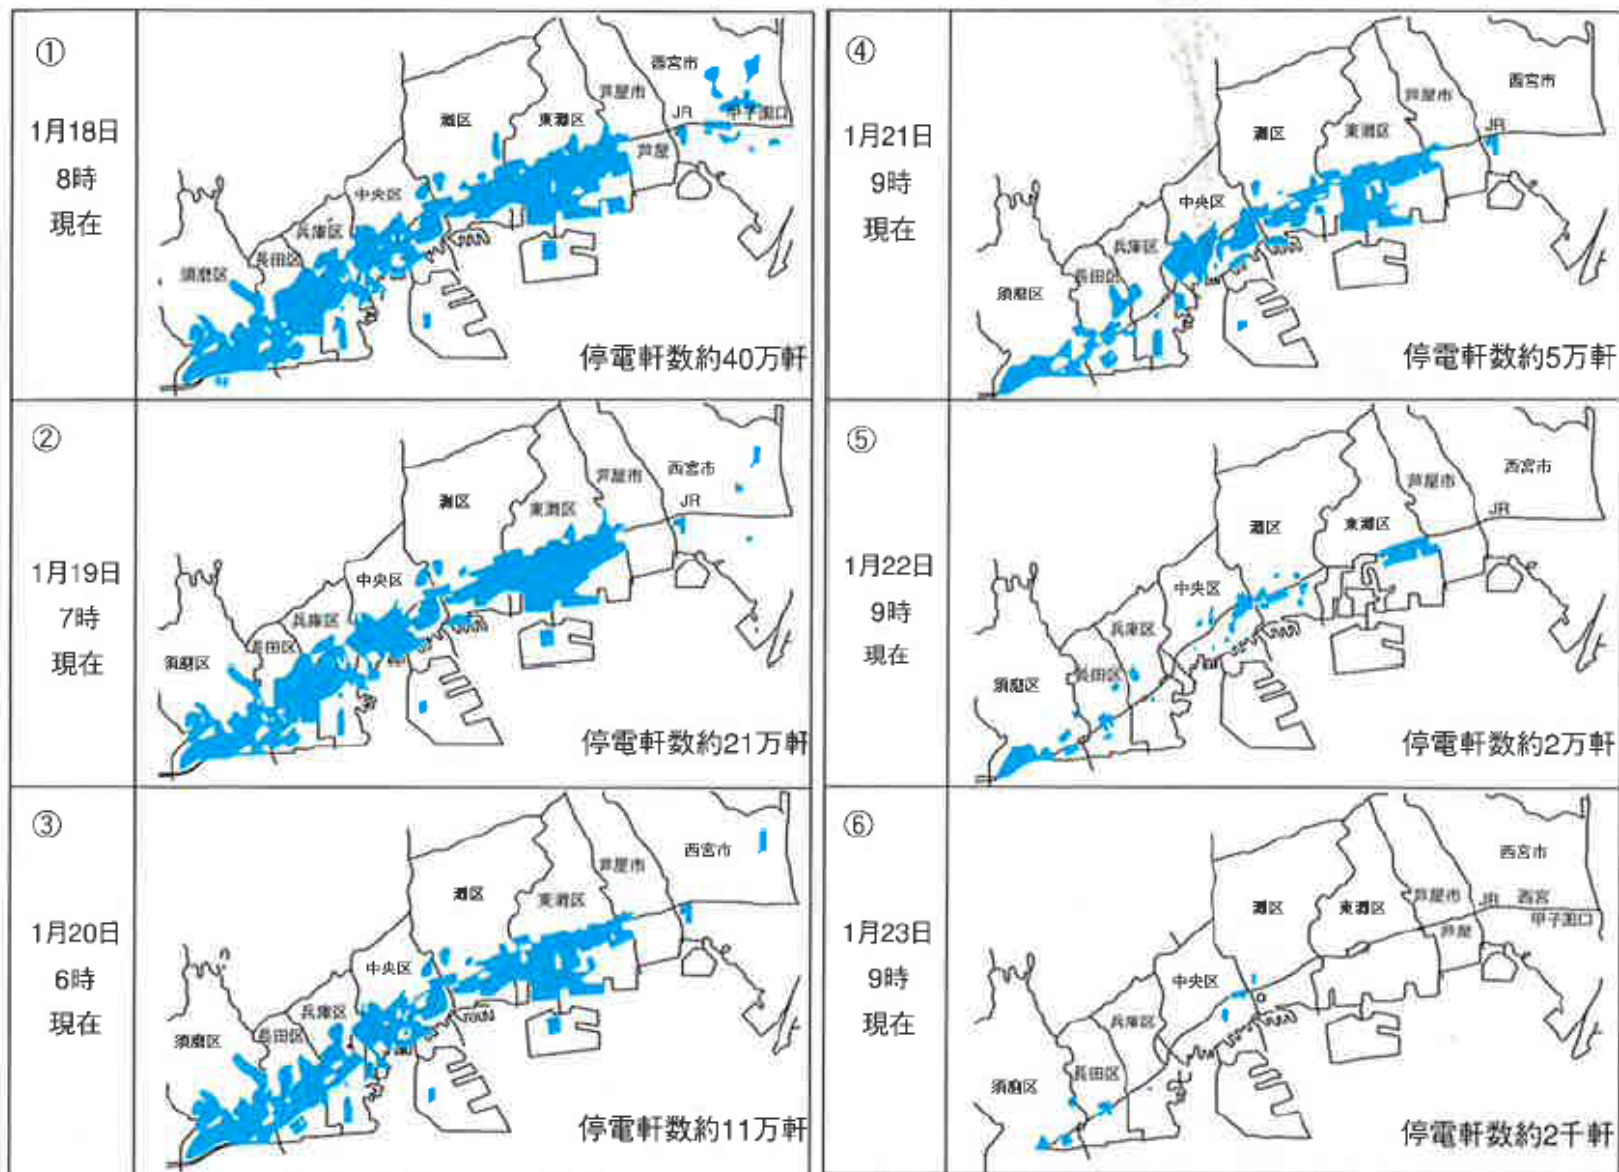 ①
1月18日
8時
現在
西宮市
芦屋市
灘区
東灘区
JR
甲子園口
芦屋
中央区
兵庫区
長田区
須磨区
停電軒数約40万軒
②
1月19日
7時
現在
西宮市
芦屋市
灘区
東灘区
JR
中央区
兵庫区
長田区
須磨区
停電軒数約21万軒
③
1月20日
6時
現在
西宮市
芦屋市
灘区
東灘区
中央区
兵庫区
長田区
須磨区
停電軒数約11万軒
④
1月21日
9時
現在
西宮市
芦屋市
灘区
東灘区
JR
中央区
兵庫区
長田区
須磨区
停電軒数約5万軒
⑤
1月22日
9時
現在
西宮市
芦屋市
灘区
東灘区
JR
中央区
兵庫区
長田区
須磨区
停電軒数約2万軒
⑥
1月23日
9時
現在
西宮市
芦屋市
灘区
東灘区
JR
西宮
甲子園口
芦屋
中央区
兵庫区
長田区
須磨区
停電軒数約2千軒